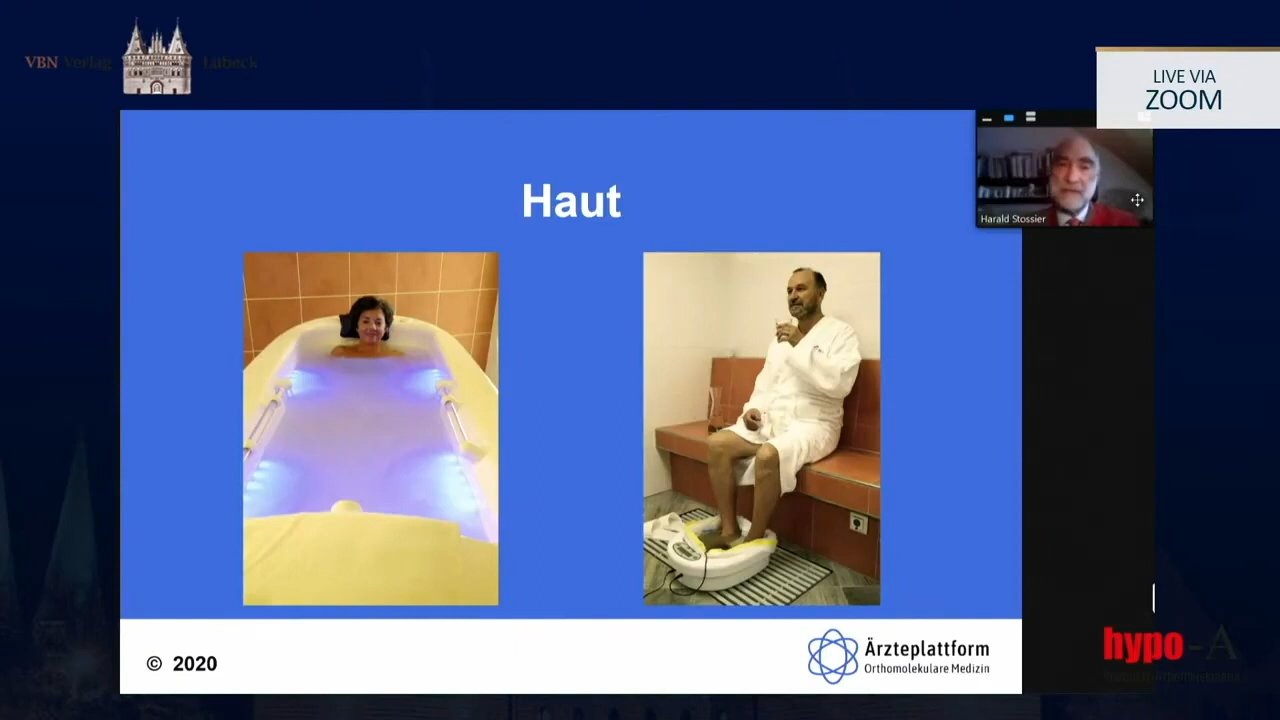 VBN Verlag Lübeck
LIVE VIA
ZOOM
Harald Stossier
Haut
© 2020
Ärzteplattform
Orthomolekulare Medizin
hypo-A